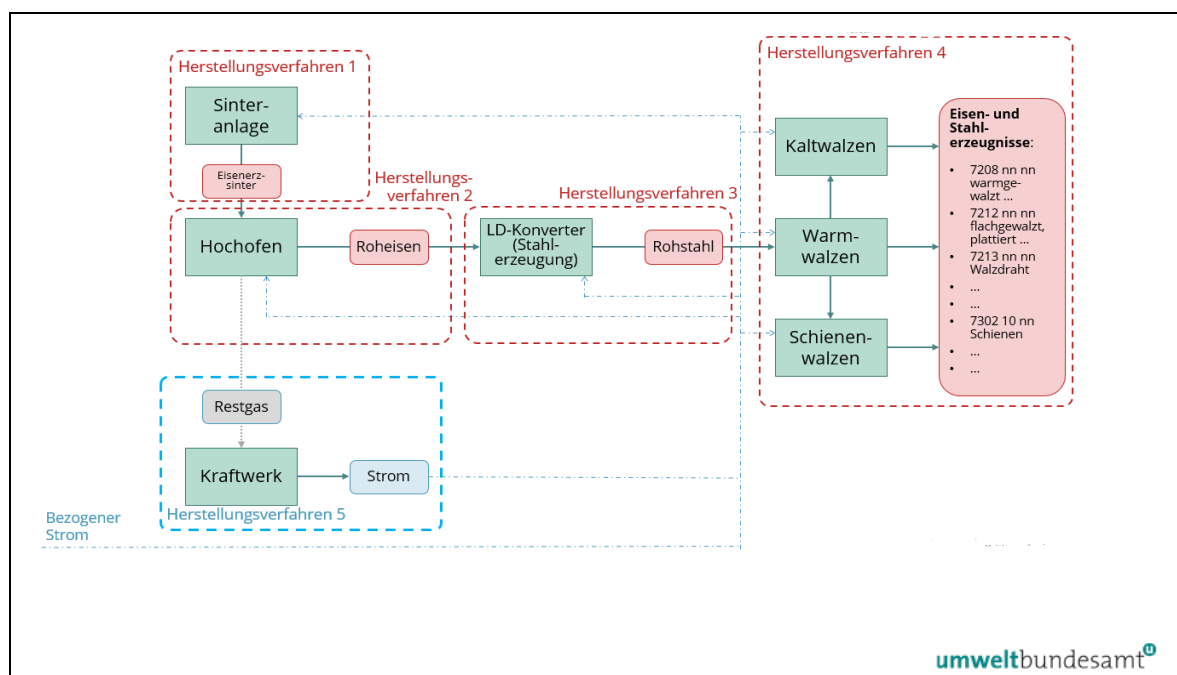 Herstellungsverfahren 1
Sinter-
anlage
Eisenerz-
sinter
Herstellungs-
verfahren 2
Hochofen
Roheisen
Herstellungsverfahren 3
LD-Konverter
(Stahl-
erzeugung)
Rohstahl
Herstellungsverfahren 4
Kaltwalzen
Warm-
walzen
Schienen-
walzen
Eisen- und
Stahl-
erzeugnisse:
• 7208 nn nn
warmge-
walzt ...
• 7212 nn nn
flachgewalzt,
plattiert ...
• 7213 nn nn
Walzdraht
• ...
• ...
• 7302 10 nn
Schienen
• ...
• ...
Restgas
Kraftwerk
Strom
Herstellungsverfahren 5
Bezogener
Strom
umweltbundesamt u